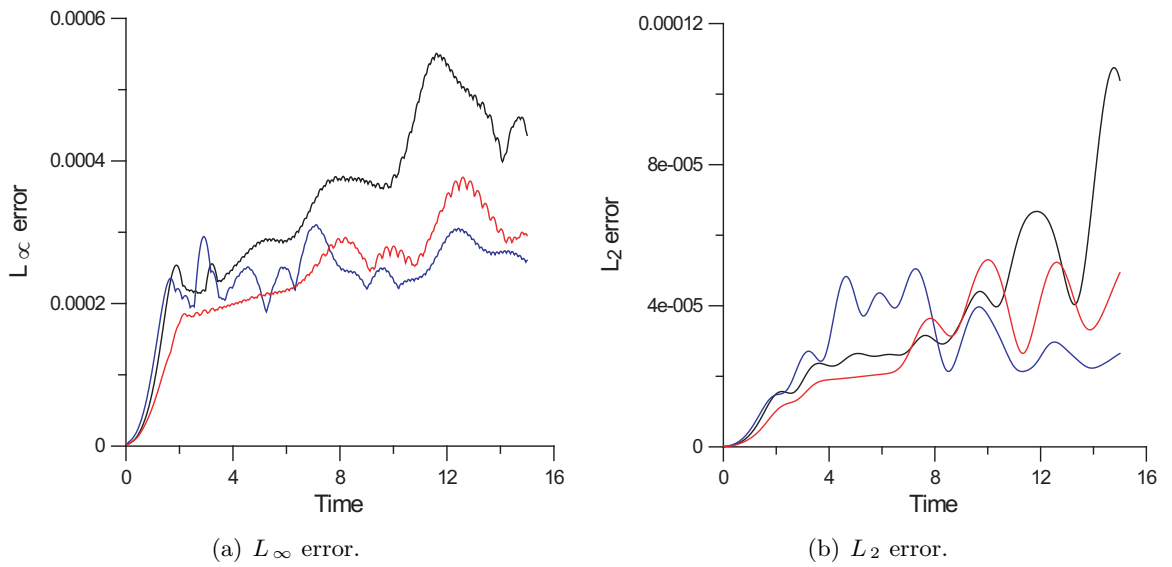 0.0006
0.0004
0.0002
0
L∝ error
0 4 8 12 16
Time
(a) L∞ error.
0.00012
8e-005
4e-005
0
L2 error
0 4 8 12 16
Time
(b) L2 error.